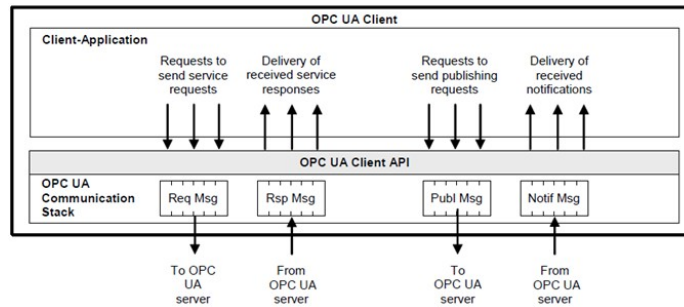 OPC UA Client
Client-Application
Requests to
send service
requests
Delivery of
received service
responses
Requests to
send publishing
requests
Delivery of
received
notifications
OPC UA Client API
OPC UA
Communication
Stack
Req Msg
Rsp Msg
Publ Msg
Notif Msg
To OPC
UA
server
From
OPC UA
server
To
OPC UA
server
From
OPC UA
server